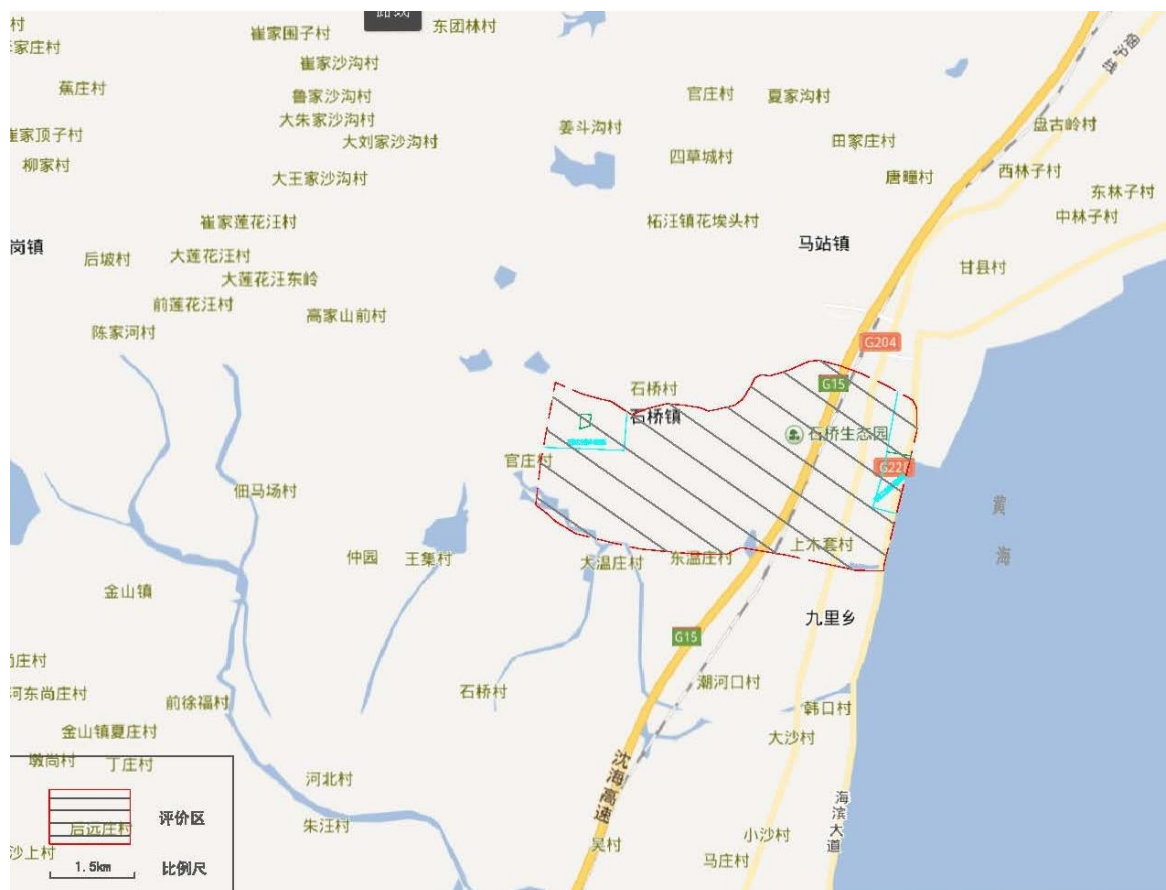 路线
东团林村
村
崔家围子村
家庄村
崔家沙沟村
烟沪线
蕉庄村
鲁家沙沟村
官庄村
夏家沟村
大朱家沙沟村
姜斗沟村
盘古岭村
崔家顶子村
大刘家沙沟村
田家庄村
柳家村
四草城村
西林子村
大王家沙沟村
唐疃村
东林子村
崔家莲花汪村
柘汪镇花埃头村
中林子村
岗镇
马站镇
后坡村
大莲花汪村
甘县村
大莲花汪东岭
前莲花汪村
高家山前村
陈家河村
G204
G15
石桥村
石桥镇
石桥生态园
官庄村
G22
佃马场村
黄海
上木套村
仲园
王集村
大温庄村
东温庄村
金山镇
九里乡
G15
尚庄村
潮河口村
河东尚庄村
石桥村
前徐福村
韩口村
金山镇夏庄村
大沙村
墩尚村
丁庄村
沈海高速
河北村
海滨大道
评价区
后远庄村
朱汪村
小沙村
沙上村
吴村
马庄村
1.5km
比例尺